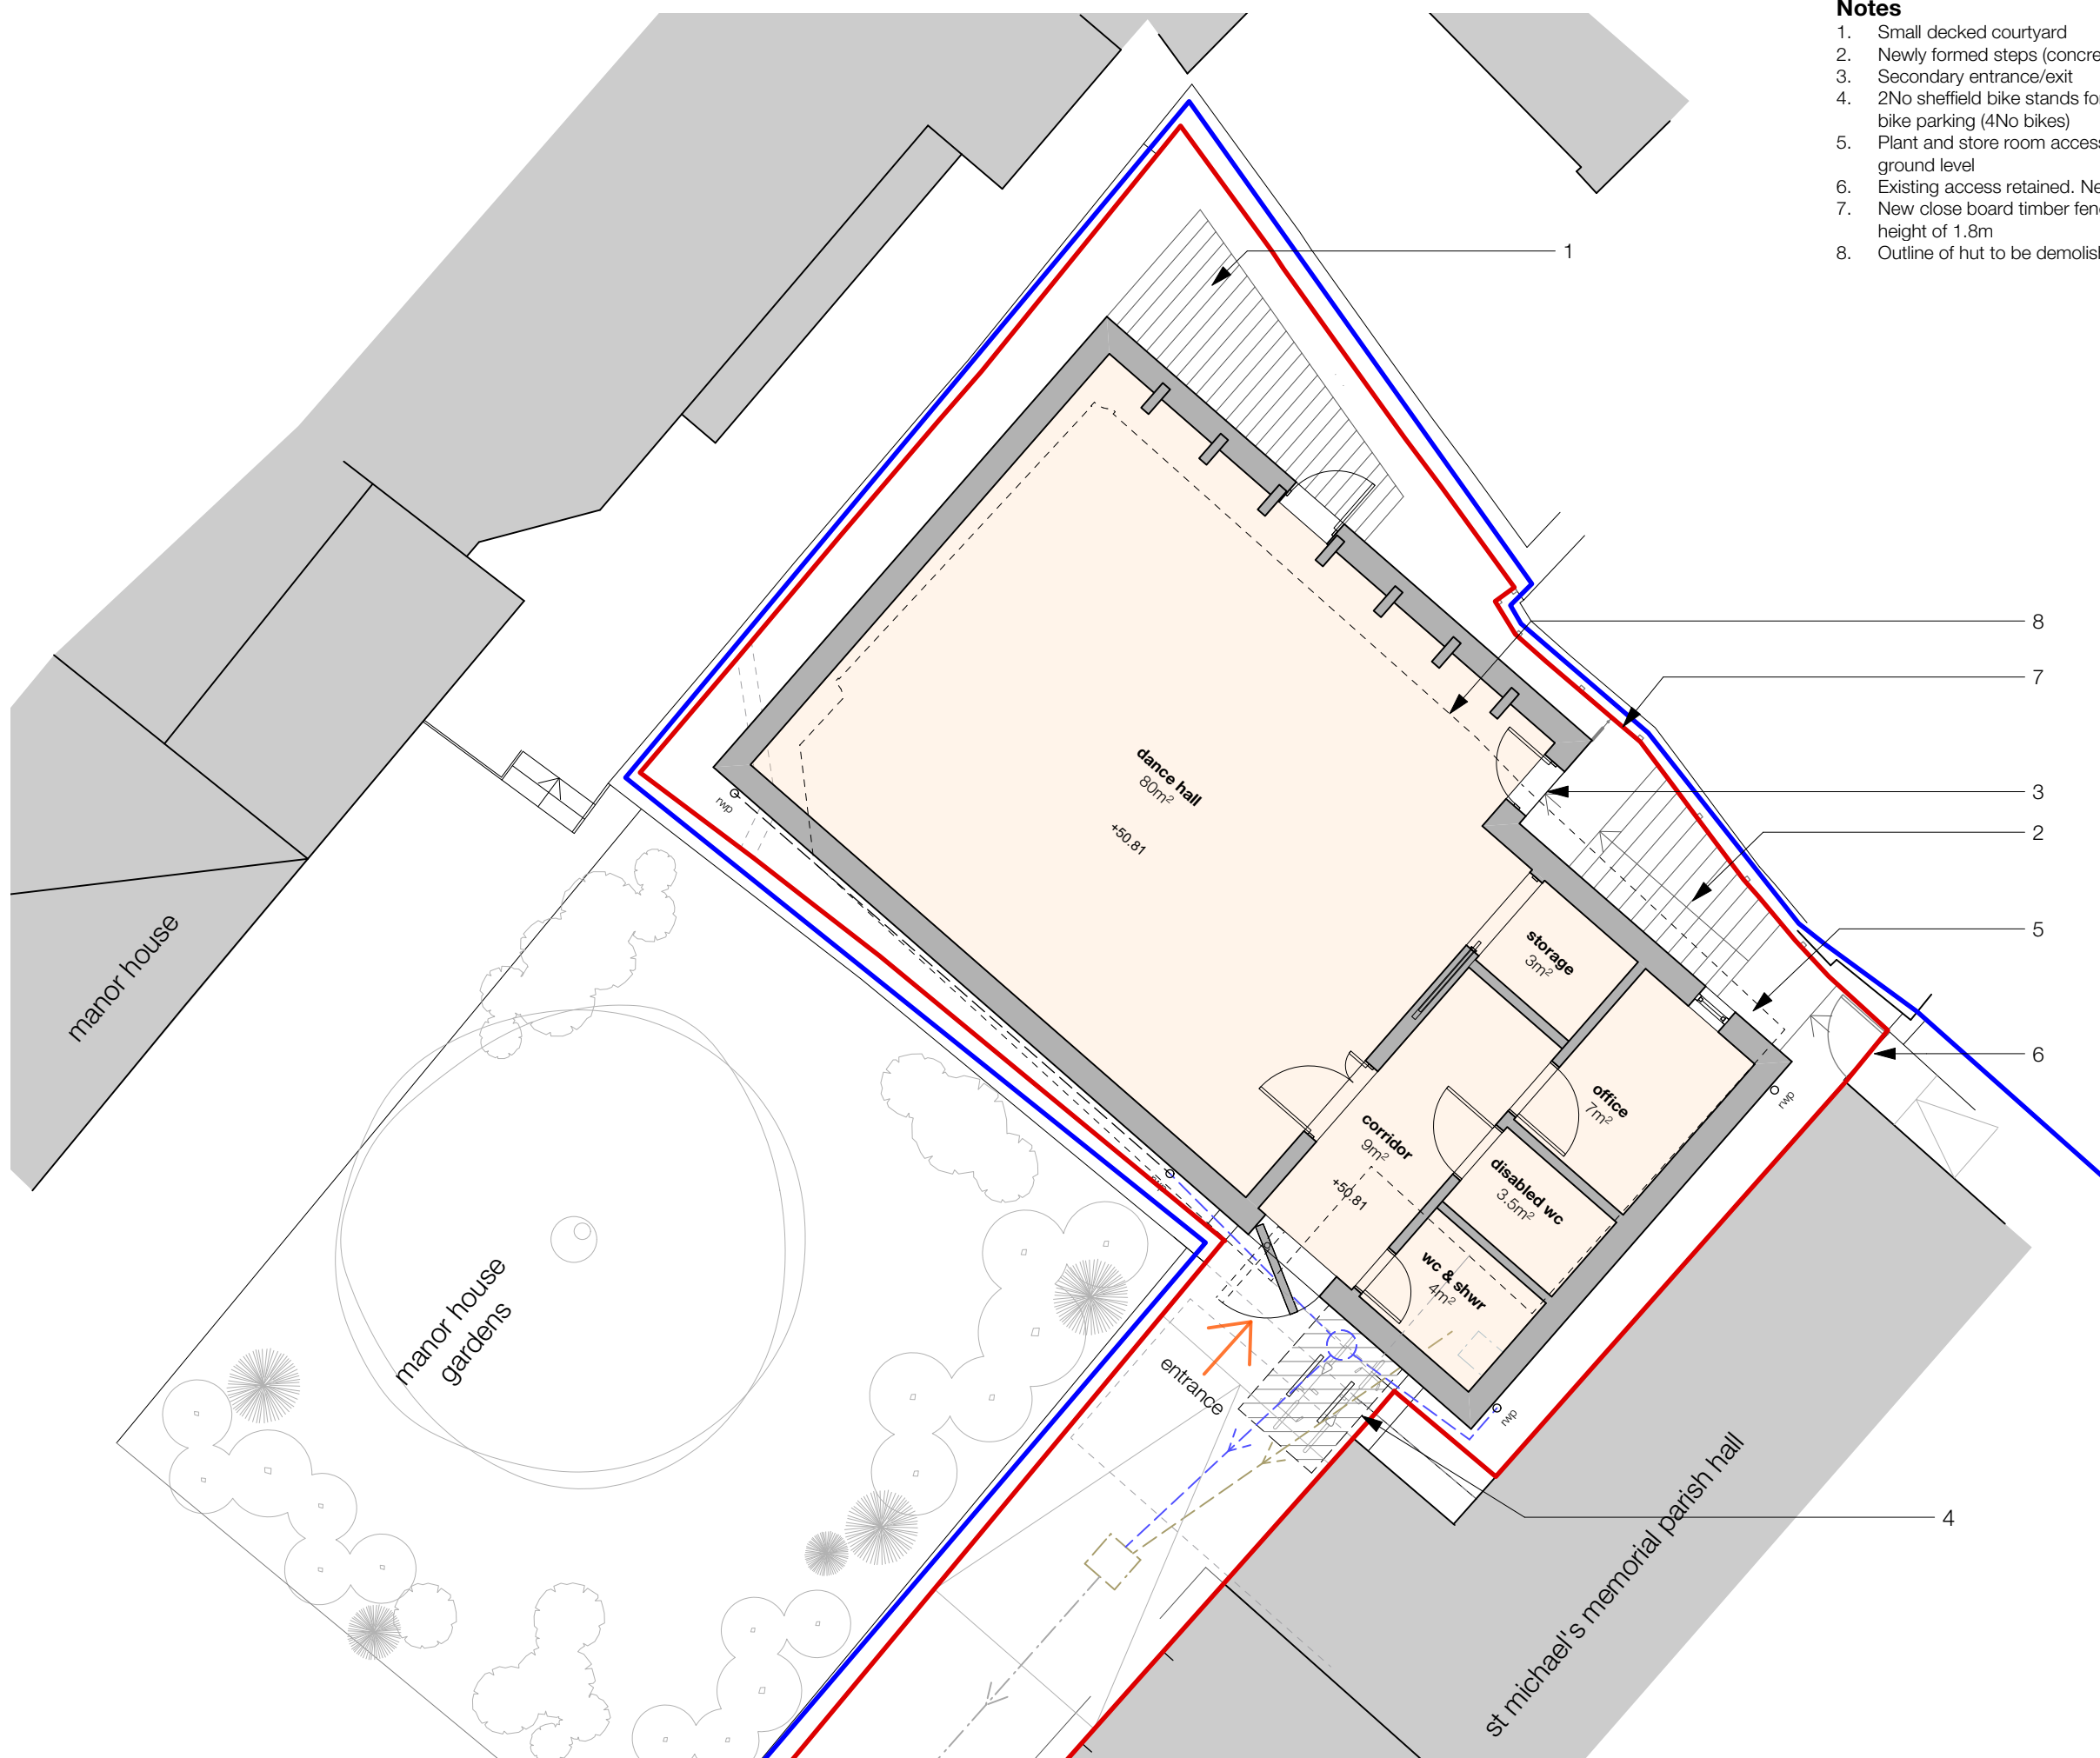 Notes
1. Small decked courtyard
2. Newly formed steps (concre
3. Secondary entrance/exit
4. 2No sheffield bike stands for
bike parking (4No bikes)
5. Plant and store room access
ground level
6. Existing access retained. Ne
7. New close board timber fen
height of 1.8m
8. Outline of hut to be demolish
1
8
7
3
2
5
6
4
dance hall
80m²
+50.81
storage
3m²
office
7m²
corridor
9m²
+50.81
disabled wc
3.5m²
wc & shwr
4m²
rwp
rwp
rwp
rwp
entrance
manor house
manor house
gardens
st michael's memorial parish hall